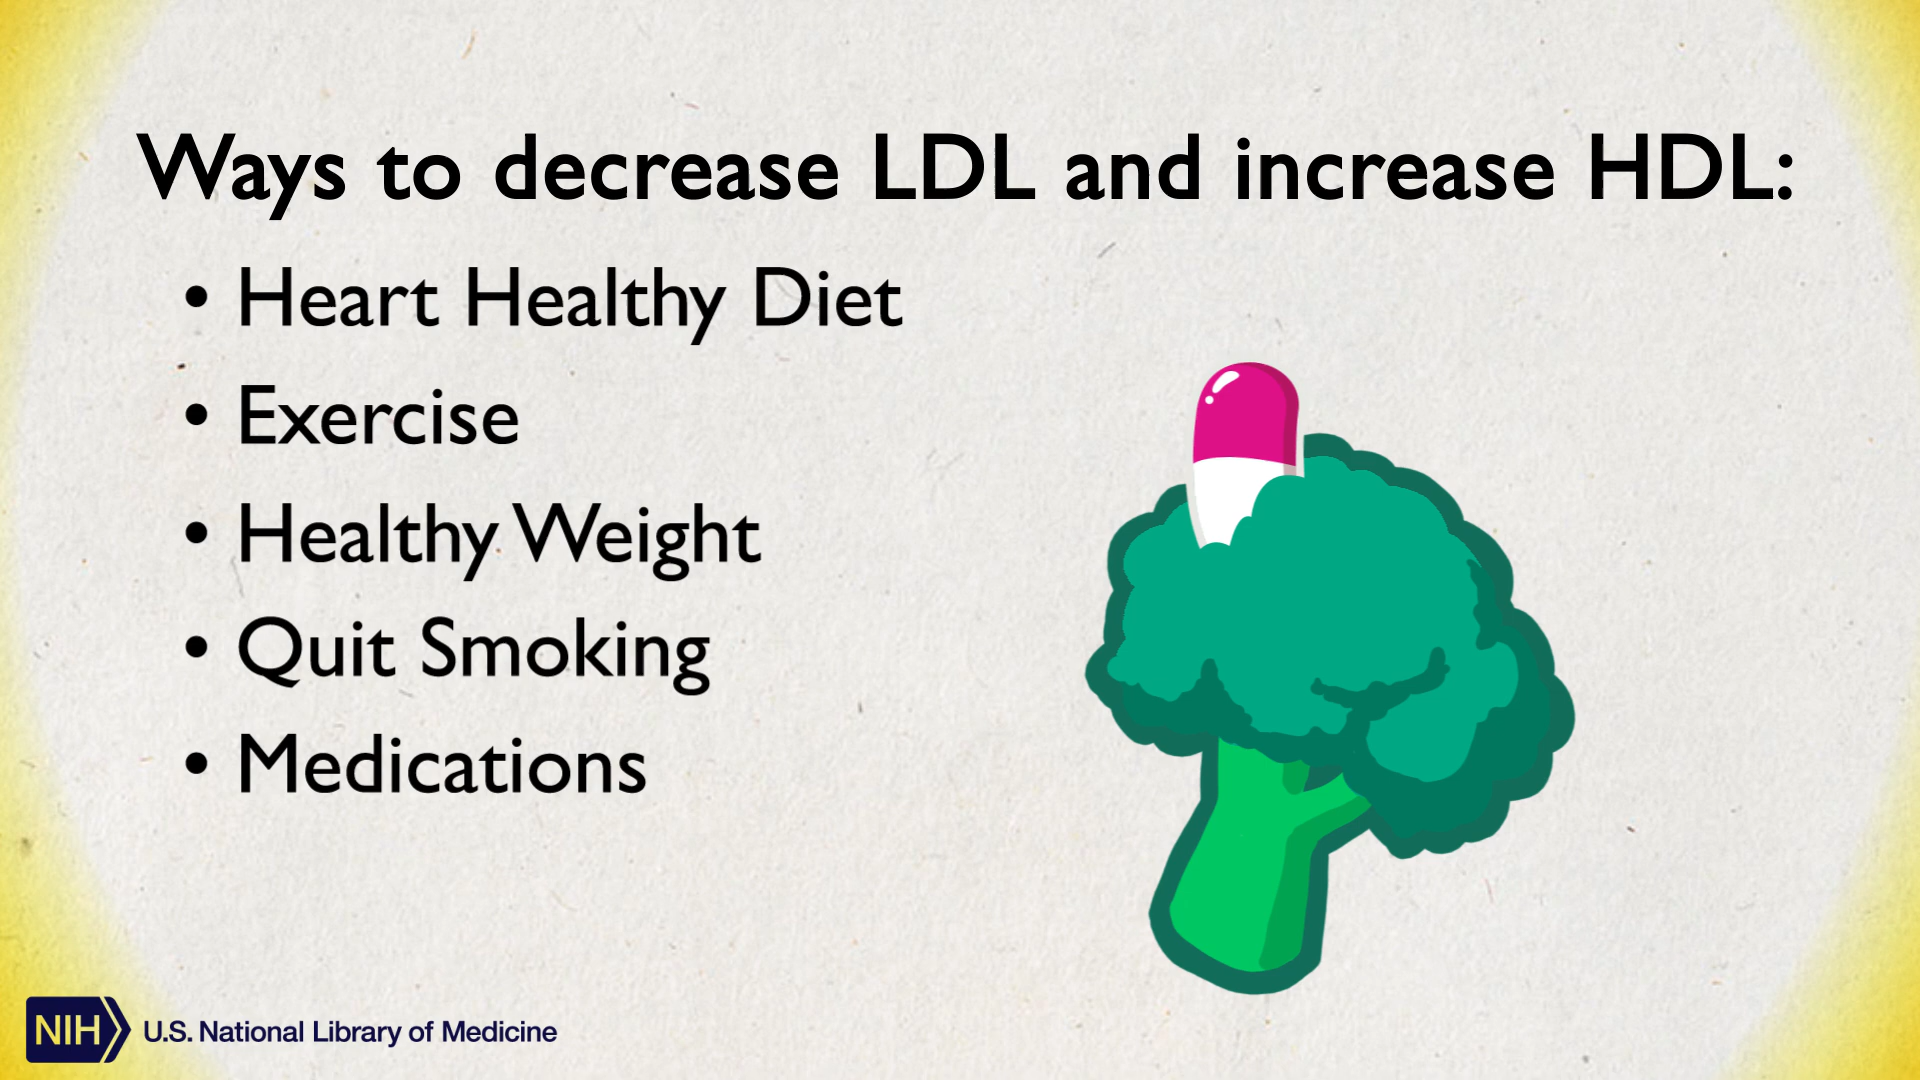 Ways to decrease LDL and increase HDL:
• Heart Healthy Diet
• Exercise
• Healthy Weight
• Quit Smoking
• Medications
NIH U.S. National Library of Medicine